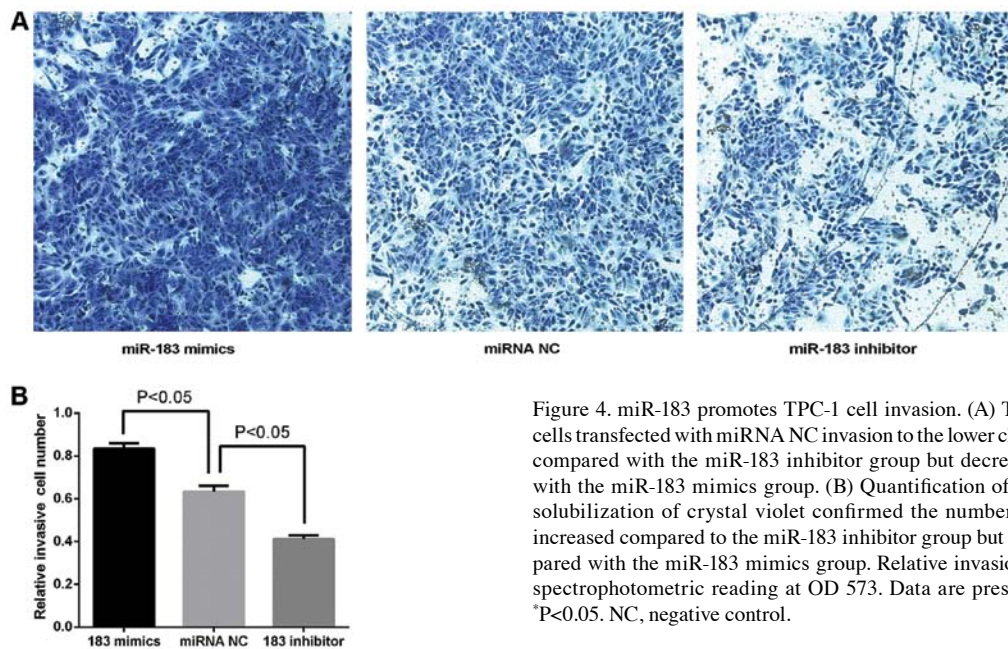 A
miR-183 mimics
miRNA NC
miR-183 inhibitor
B
P<0.05
P<0.05
Relative invasive cell number
1.0
0.8
0.6
0.4
0.2
0.0
183 mimics
miRNA NC
183 inhibitor
Figure 4. miR-183 promotes TPC-1 cell invasion. (A) T
cells transfected with miRNA NC invasion to the lower c
compared with the miR-183 inhibitor group but decre
with the miR-183 mimics group. (B) Quantification of
solubilization of crystal violet confirmed the number
increased compared to the miR-183 inhibitor group but
pared with the miR-183 mimics group. Relative invasio
spectrophotometric reading at OD 573. Data are pres
*P<0.05. NC, negative control.